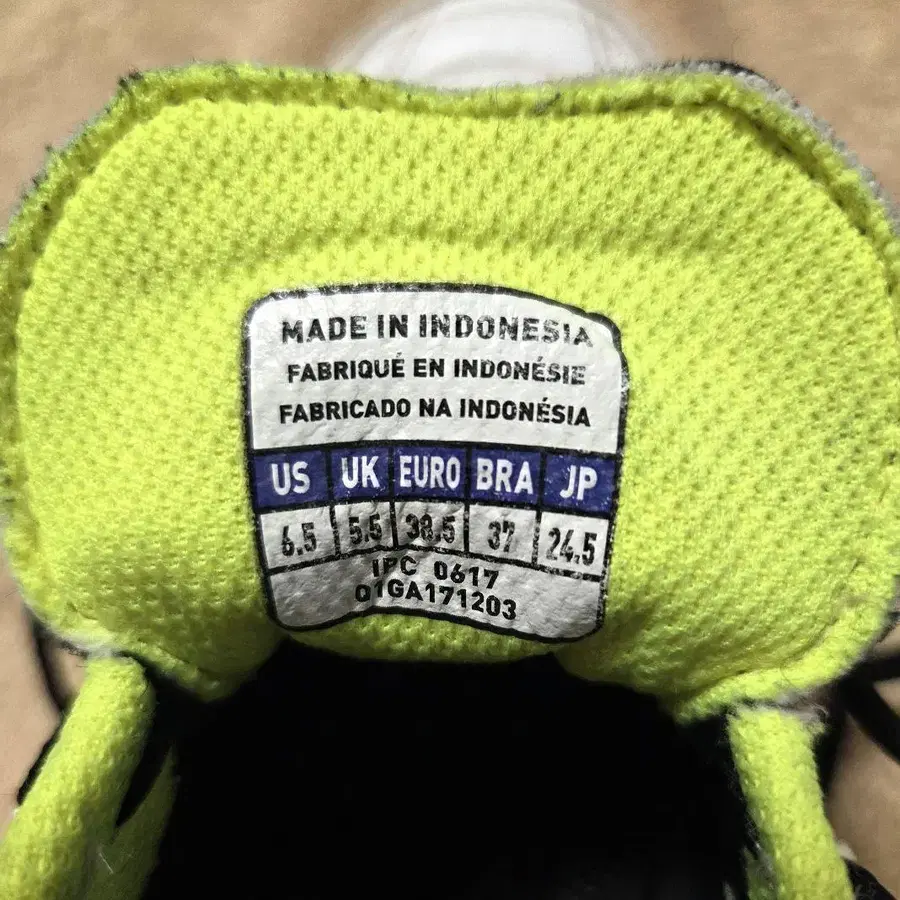 MADE IN INDONESIA
FABRIQUÉ EN INDONÉSIE
FABRICADO NA INDONÉSIA
US UK EURO BRA JP
6.5 5.5 38.5 37 24.5
IPC 0617
01GA171203